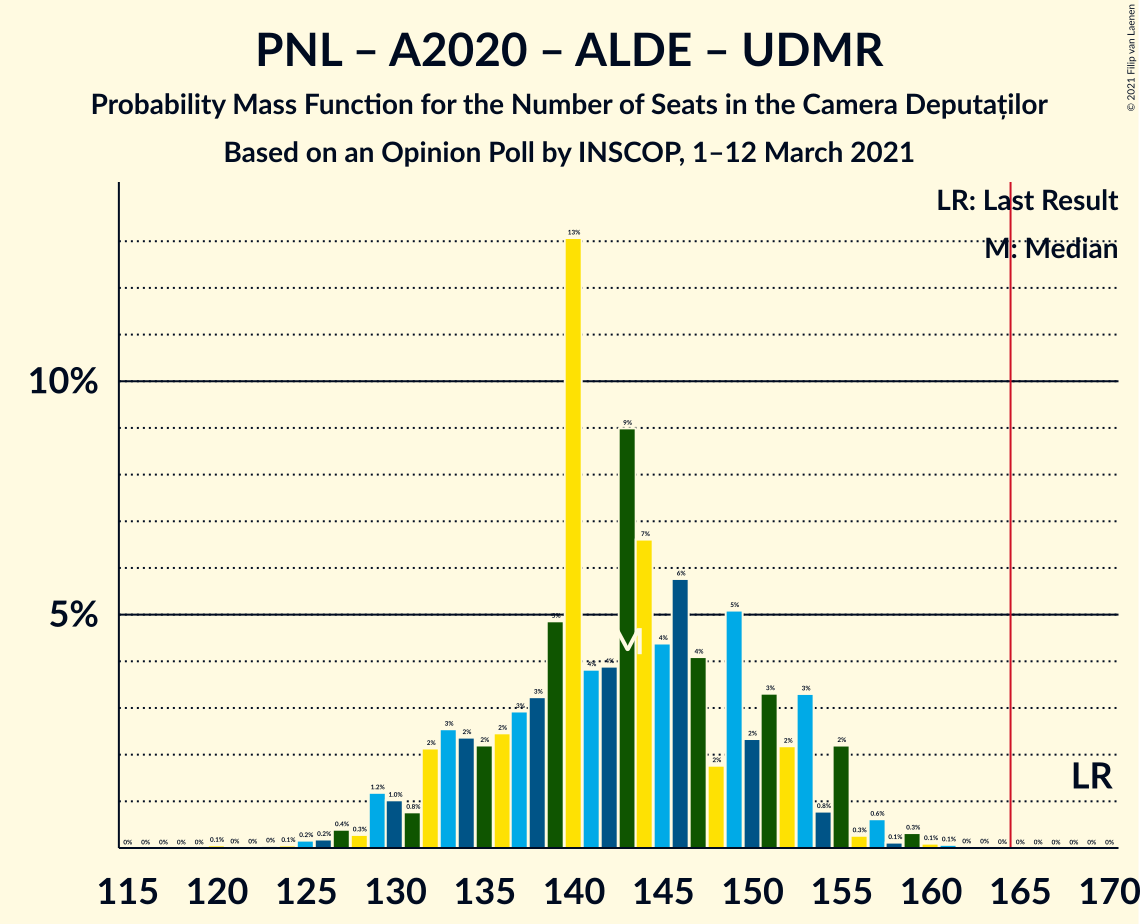 PNL – A2020 – ALDE – UDMR
Probability Mass Function for the Number of Seats in the Camera Deputaților
Based on an Opinion Poll by INSCOP, 1–12 March 2021
© 2021 Filip van Laenen
LR: Last Result
M: Median
13%
10%
9%
7%
6%
5% 5% 5%
4% 4% M 4% 4%
3% 3% 3% 3% 3%
2% 2% 2% 2% 2% 2% 2% 2%
LR
0% 0% 0% 0% 0% 0.1% 0% 0% 0% 0.1% 0.2% 0.2% 0.4% 0.3% 1.2% 1.0% 0.8% 0.8% 0.3% 0.6% 0.1% 0.3% 0.1% 0.1% 0% 0% 0% 0% 0% 0% 0% 0% 0%
115 120 125 130 135 140 145 150 155 160 165 170